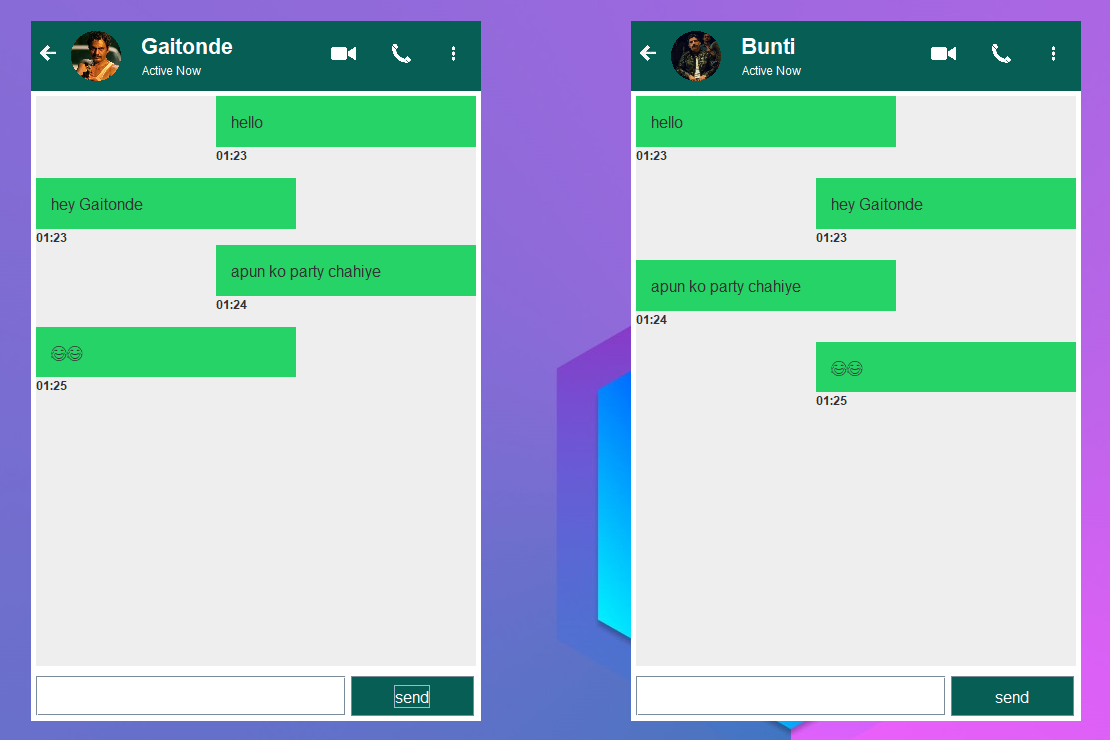 Gaitonde
Active Now
hello
01:23
hey Gaitonde
01:23
apun ko party chahiye
01:24
😄😄
01:25
send
Bunti
Active Now
hello
01:23
hey Gaitonde
01:23
apun ko party chahiye
01:24
😄😄
01:25
send